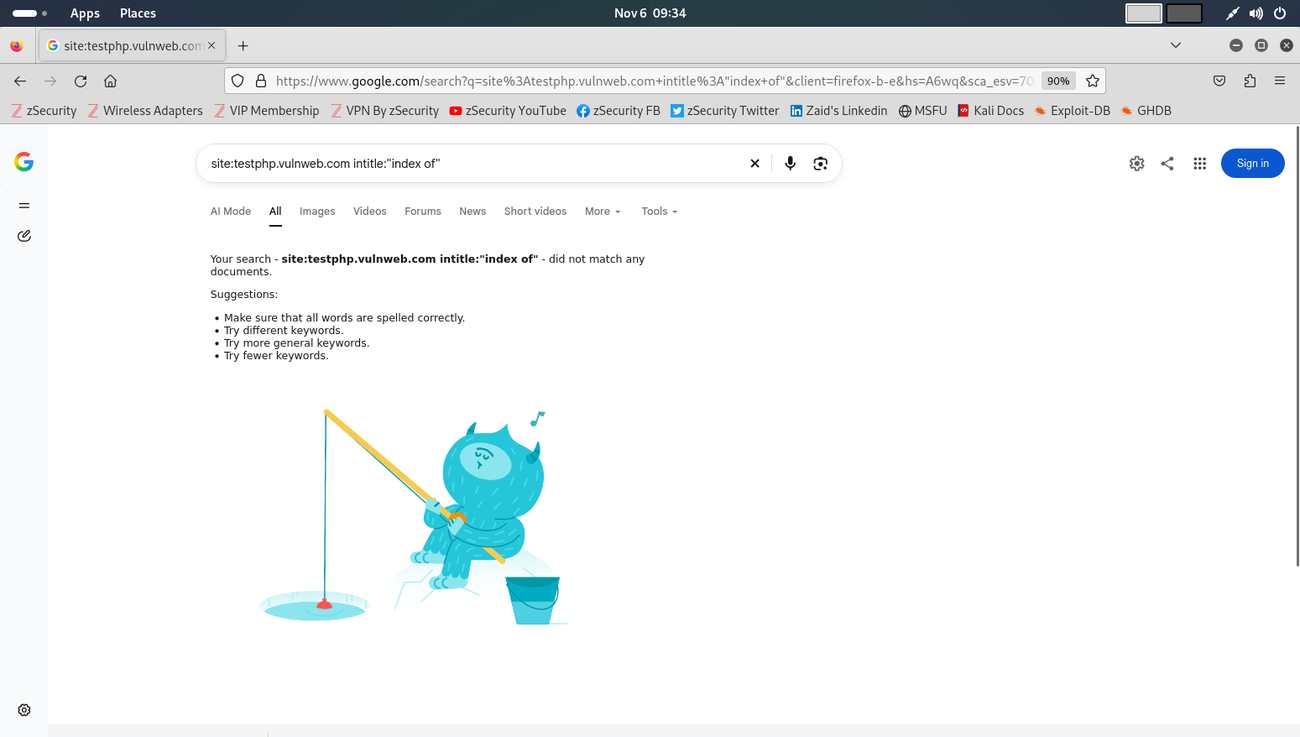 Apps Places Nov 6 09:34
site:testphp.vulnweb.com
https://www.google.com/search?q=site%3Atestphp.vulnweb.com+intitle%3A"index+of"&client=firefox-b-e&hs=A6wq&sca_esv=70 90%
zSecurity Wireless Adapters VIP Membership VPN By zSecurity zSecurity YouTube zSecurity FB zSecurity Twitter Zaid's Linkedin MSFU Kali Docs Exploit-DB GHDB
site:testphp.vulnweb.com intitle:"index of"
Sign in
AI Mode All Images Videos Forums News Short videos More Tools
Your search - site:testphp.vulnweb.com intitle:"index of" - did not match any
documents.
Suggestions:
Make sure that all words are spelled correctly.
Try different keywords.
Try more general keywords.
Try fewer keywords.